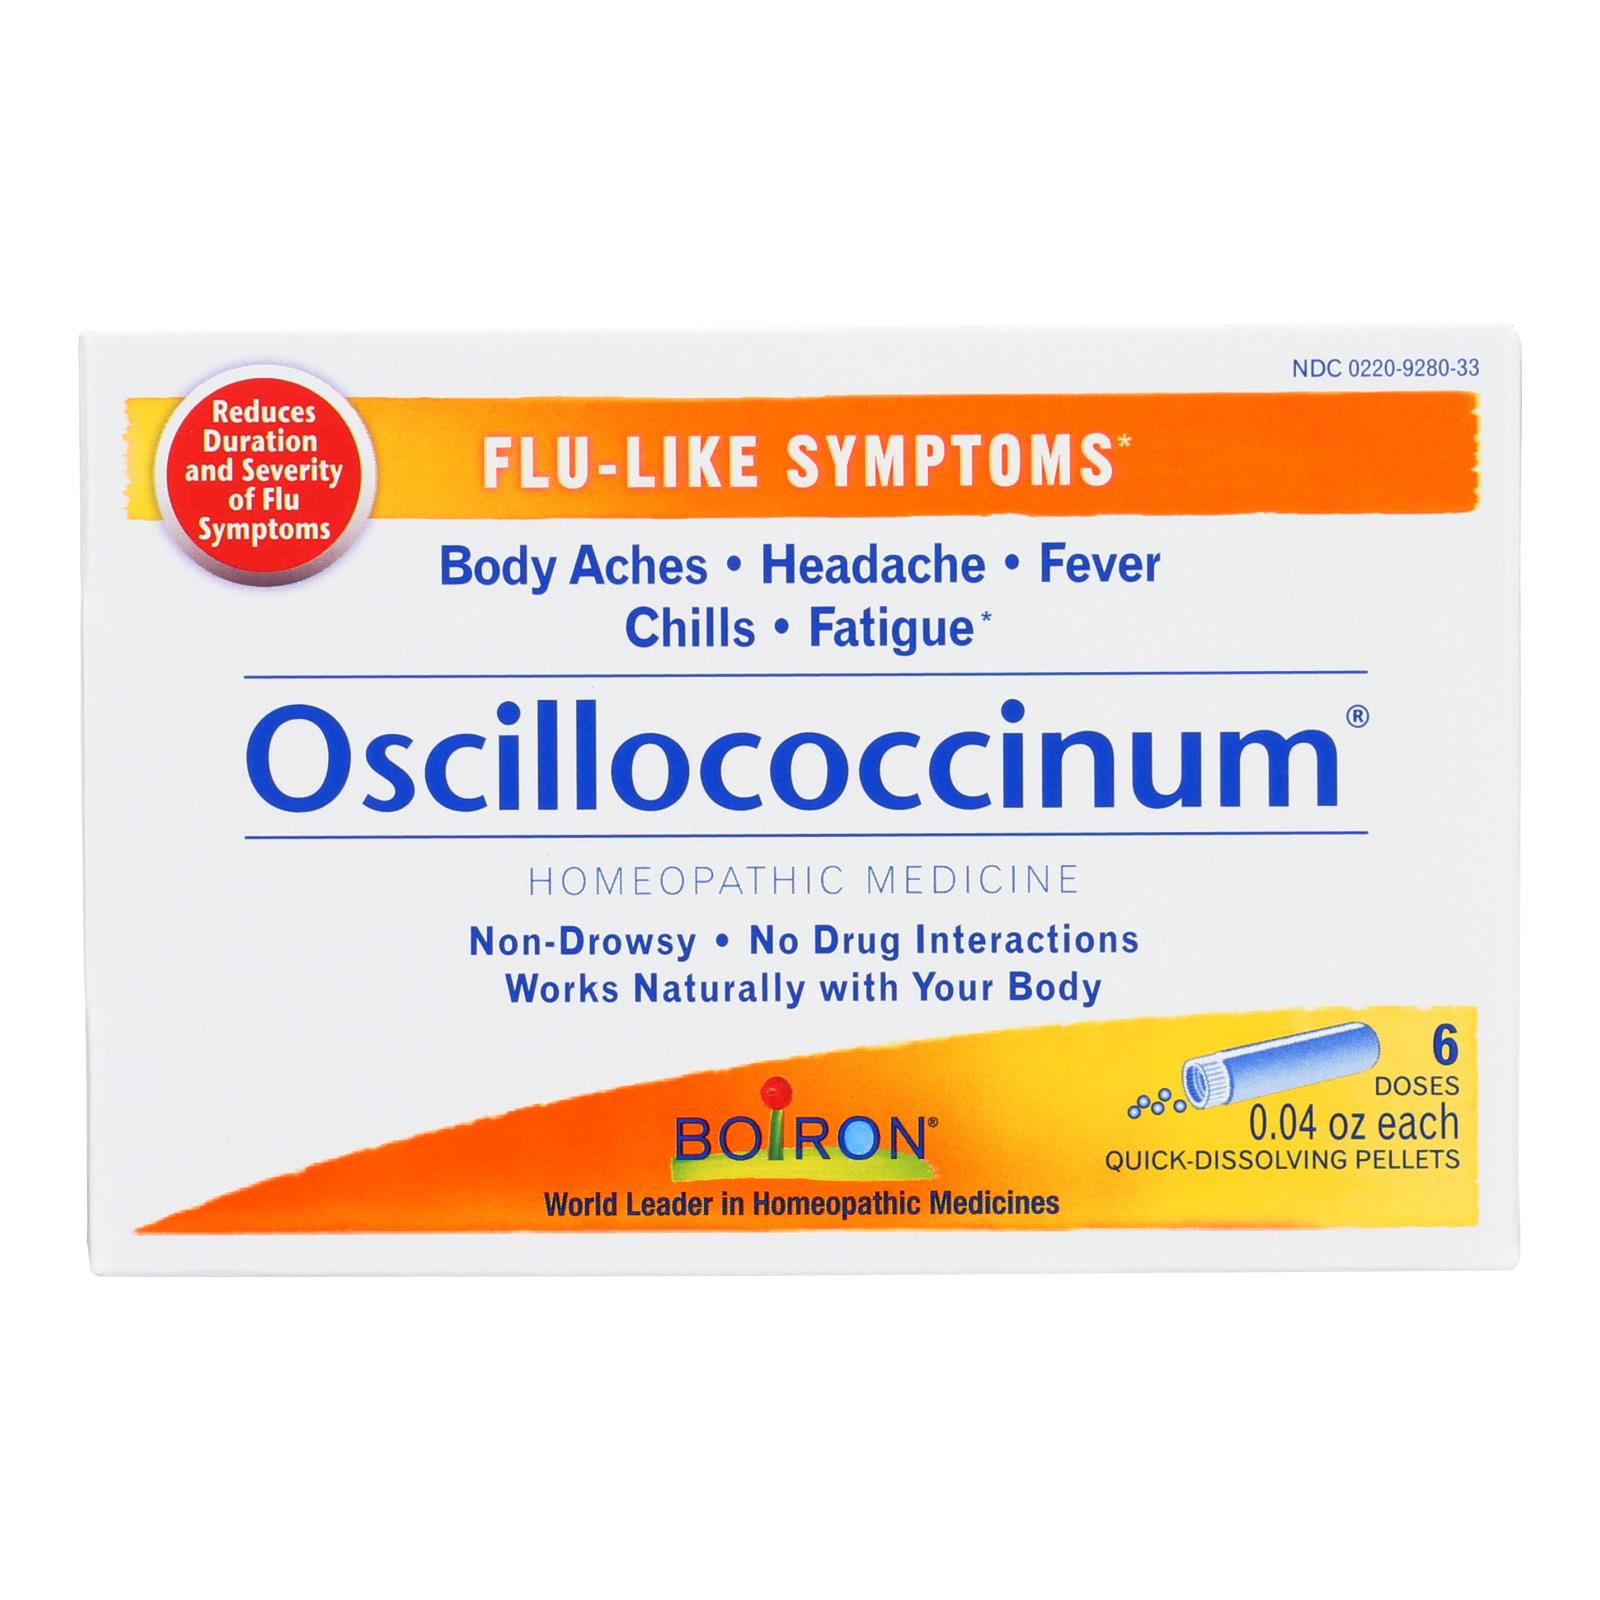 NDC 0220-9280-33
Reduces
Duration
and Severity
of Flu
Symptoms
FLU-LIKE SYMPTOMS*
Body Aches • Headache • Fever
Chills • Fatigue*
Oscillococcinum®
HOMEOPATHIC MEDICINE
Non-Drowsy • No Drug Interactions
Works Naturally with Your Body
BOIRON®
World Leader in Homeopathic Medicines
6
DOSES
0.04 oz each
QUICK-DISSOLVING PELLETS